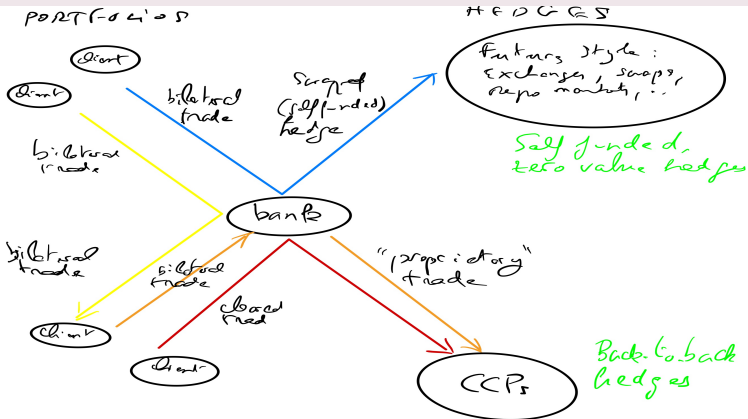 PORTFOLIOS
HEDGES
client
client
bilateral
trade
bilateral
trade
Swapped
(self funded)
hedge
Futures style:
Exchanges, swaps,
repo markets, ..
Self funded,
zero value hedges
bank
bilateral
trade
bilateral
trade
cleared
trade
"proprietary"
trade
client
client
CCPs
Back-to-back
hedges